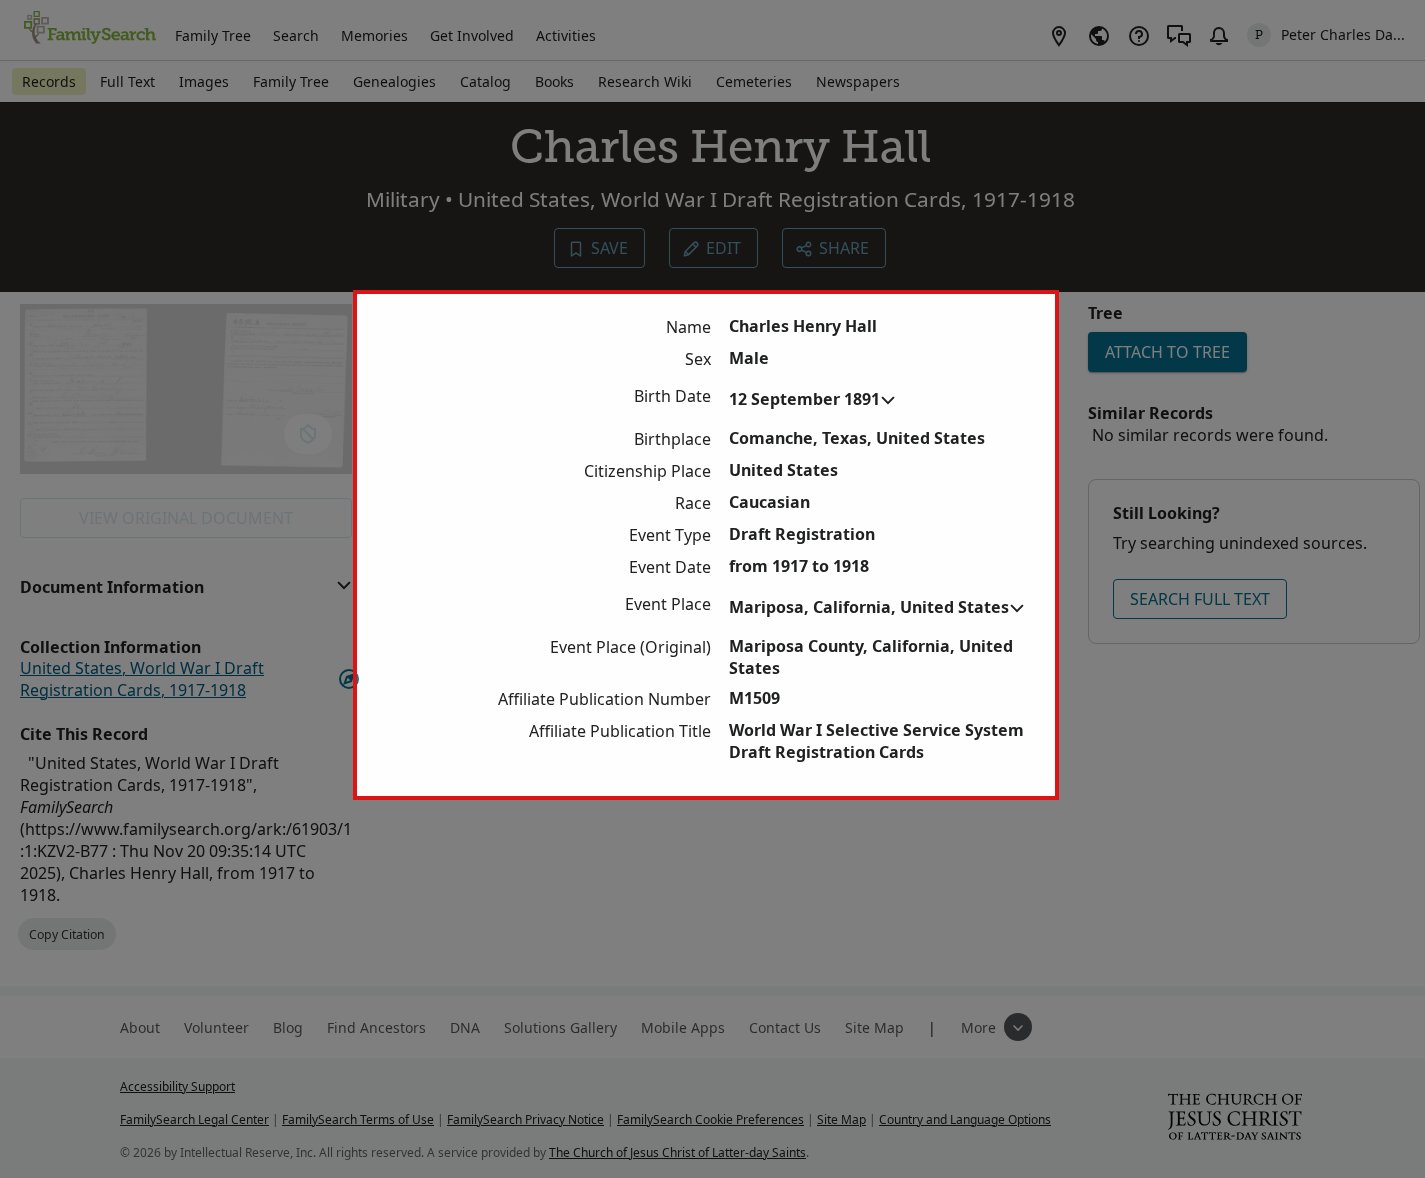 FamilySearch
Family Tree Search Memories Get Involved Activities
P Peter Charles Da...
Records Full Text Images Family Tree Genealogies Catalog Books Research Wiki Cemeteries Newspapers
Charles Henry Hall
Military • United States, World War I Draft Registration Cards, 1917-1918
SAVE EDIT SHARE
VIEW ORIGINAL DOCUMENT
Document Information
Collection Information
United States, World War I Draft
Registration Cards, 1917-1918
Cite This Record
"United States, World War I Draft
Registration Cards, 1917-1918",
FamilySearch
(https://www.familysearch.org/ark:/61903/1
:1:KZV2-B77 : Thu Nov 20 09:35:14 UTC
2025), Charles Henry Hall, from 1917 to
1918.
Copy Citation
Name Charles Henry Hall
Sex Male
Birth Date 12 September 1891
Birthplace Comanche, Texas, United States
Citizenship Place United States
Race Caucasian
Event Type Draft Registration
Event Date from 1917 to 1918
Event Place Mariposa, California, United States
Event Place (Original) Mariposa County, California, United
States
Affiliate Publication Number M1509
Affiliate Publication Title World War I Selective Service System
Draft Registration Cards
Tree
ATTACH TO TREE
Similar Records
No similar records were found.
Still Looking?
Try searching unindexed sources.
SEARCH FULL TEXT
About Volunteer Blog Find Ancestors DNA Solutions Gallery Mobile Apps Contact Us Site Map | More
Accessibility Support
FamilySearch Legal Center | FamilySearch Terms of Use | FamilySearch Privacy Notice | FamilySearch Cookie Preferences | Site Map | Country and Language Options
© 2026 by Intellectual Reserve, Inc. All rights reserved. A service provided by The Church of Jesus Christ of Latter-day Saints.
THE CHURCH OF
JESUS CHRIST
OF LATTER-DAY SAINTS